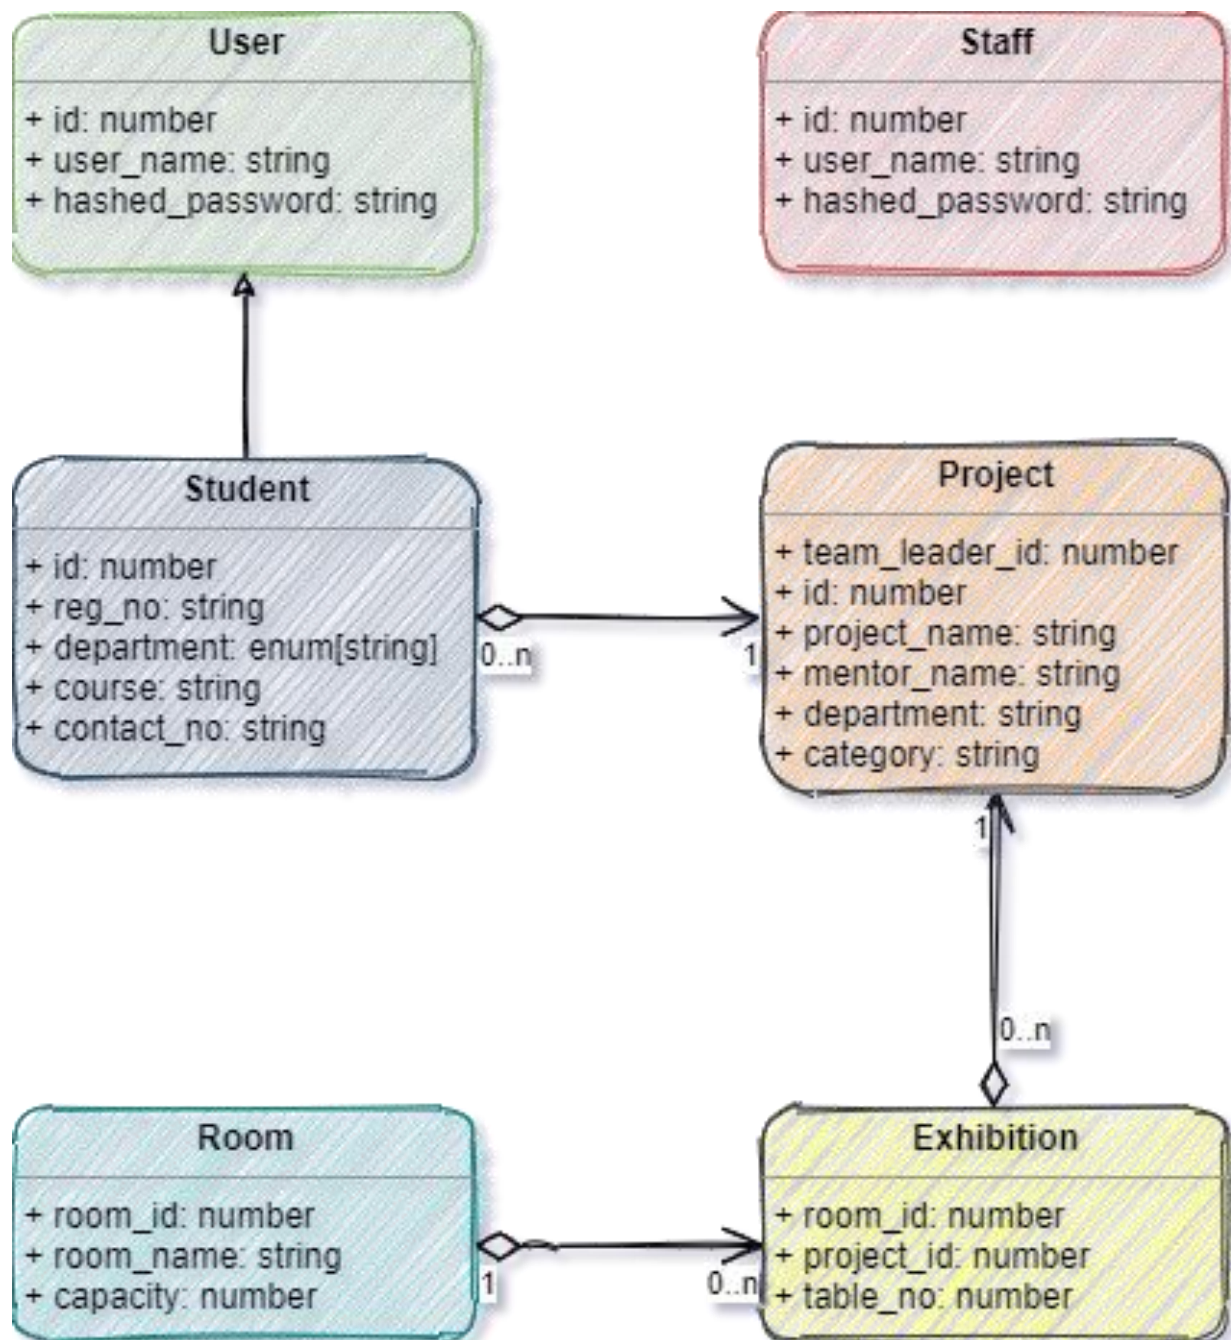 User
+ id: number
+ user_name: string
+ hashed_password: string
Staff
+ id: number
+ user_name: string
+ hashed_password: string
Student
+ id: number
+ reg_no: string
+ department: enum[string]
+ course: string
+ contact_no: string
0..n
1
Project
+ team_leader_id: number
+ id: number
+ project_name: string
+ mentor_name: string
+ department: string
+ category: string
1
0..n
Room
+ room_id: number
+ room_name: string
+ capacity: number
1
0..n
Exhibition
+ room_id: number
+ project_id: number
+ table_no: number